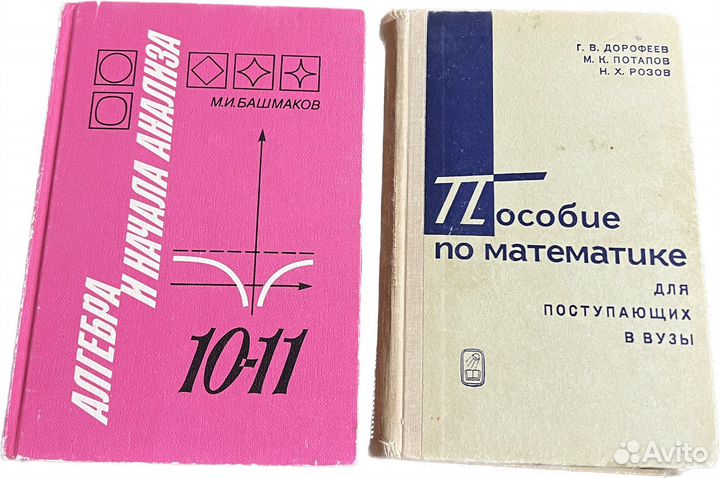 М.И.БАШМАКОВ
АЛГЕБРА
И НАЧАЛА АНАЛИЗА
10-11
Г. В. ДОРОФЕЕВ
М. К. ПОТАПОВ
Н. Х. РОЗОВ
Пособие
по математике
ДЛЯ
ПОСТУПАЮЩИХ
В ВУЗЫ
Avito